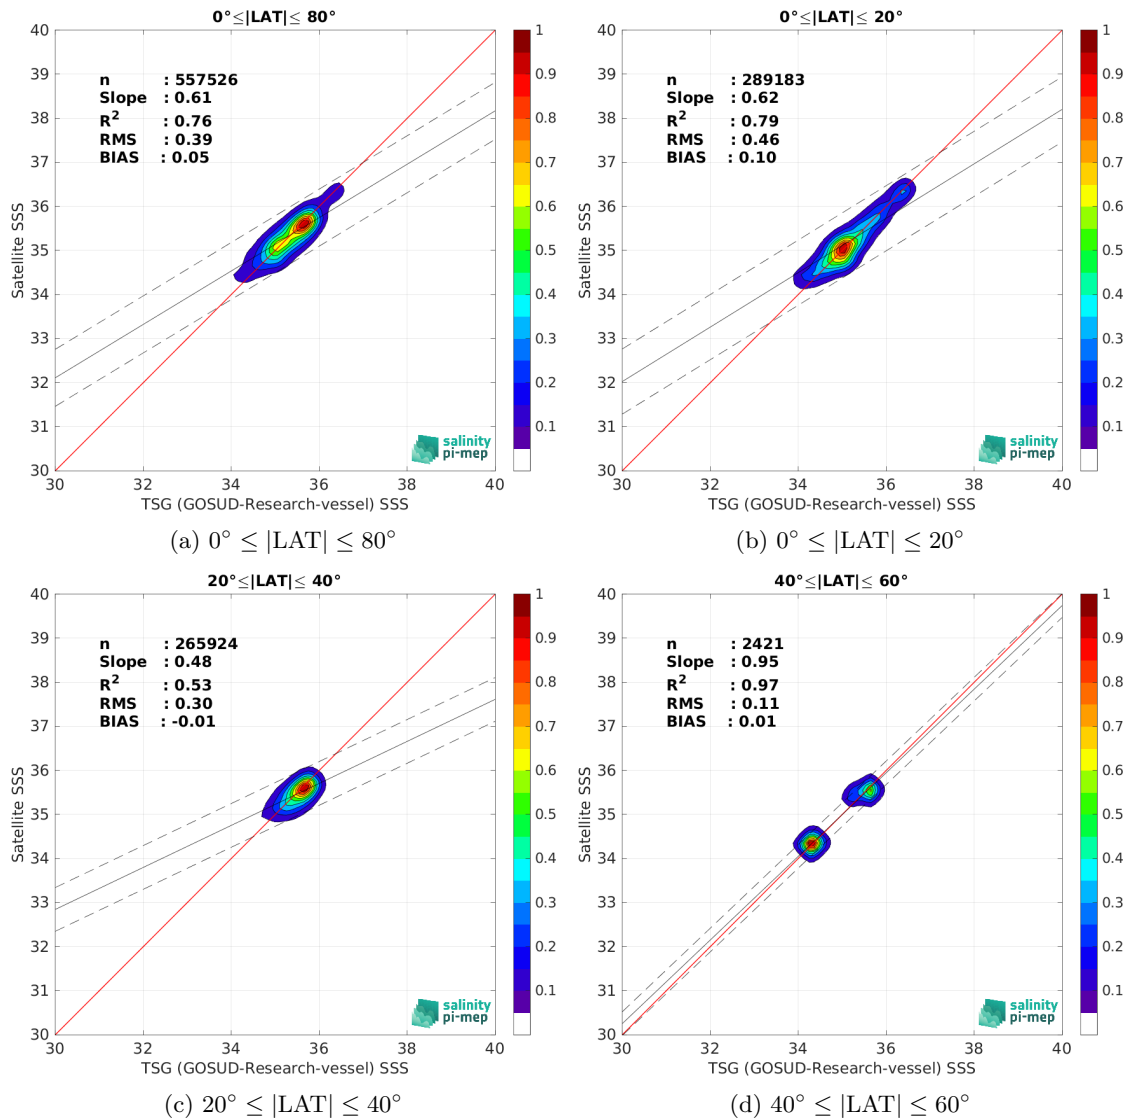 0°≤|LAT|≤ 80°
40
39
38
37
36
35
34
33
32
31
30
30
32
34
36
38
40
Satellite SSS
TSG (GOSUD-Research-vessel) SSS
n : 557526
Slope : 0.61
R² : 0.76
RMS : 0.39
BIAS : 0.05
1
0.9
0.8
0.7
0.6
0.5
0.4
0.3
0.2
0.1
salinity
pi-mep
(a) 0° ≤ |LAT| ≤ 80°
0°≤|LAT|≤ 20°
40
39
38
37
36
35
34
33
32
31
30
30
32
34
36
38
40
Satellite SSS
TSG (GOSUD-Research-vessel) SSS
n : 289183
Slope : 0.62
R² : 0.79
RMS : 0.46
BIAS : 0.10
1
0.9
0.8
0.7
0.6
0.5
0.4
0.3
0.2
0.1
salinity
pi-mep
(b) 0° ≤ |LAT| ≤ 20°
20°≤|LAT|≤ 40°
40
39
38
37
36
35
34
33
32
31
30
30
32
34
36
38
40
Satellite SSS
TSG (GOSUD-Research-vessel) SSS
n : 265924
Slope : 0.48
R² : 0.53
RMS : 0.30
BIAS : -0.01
1
0.9
0.8
0.7
0.6
0.5
0.4
0.3
0.2
0.1
salinity
pi-mep
(c) 20° ≤ |LAT| ≤ 40°
40°≤|LAT|≤ 60°
40
39
38
37
36
35
34
33
32
31
30
30
32
34
36
38
40
Satellite SSS
TSG (GOSUD-Research-vessel) SSS
n : 2421
Slope : 0.95
R² : 0.97
RMS : 0.11
BIAS : 0.01
1
0.9
0.8
0.7
0.6
0.5
0.4
0.3
0.2
0.1
salinity
pi-mep
(d) 40° ≤ |LAT| ≤ 60°